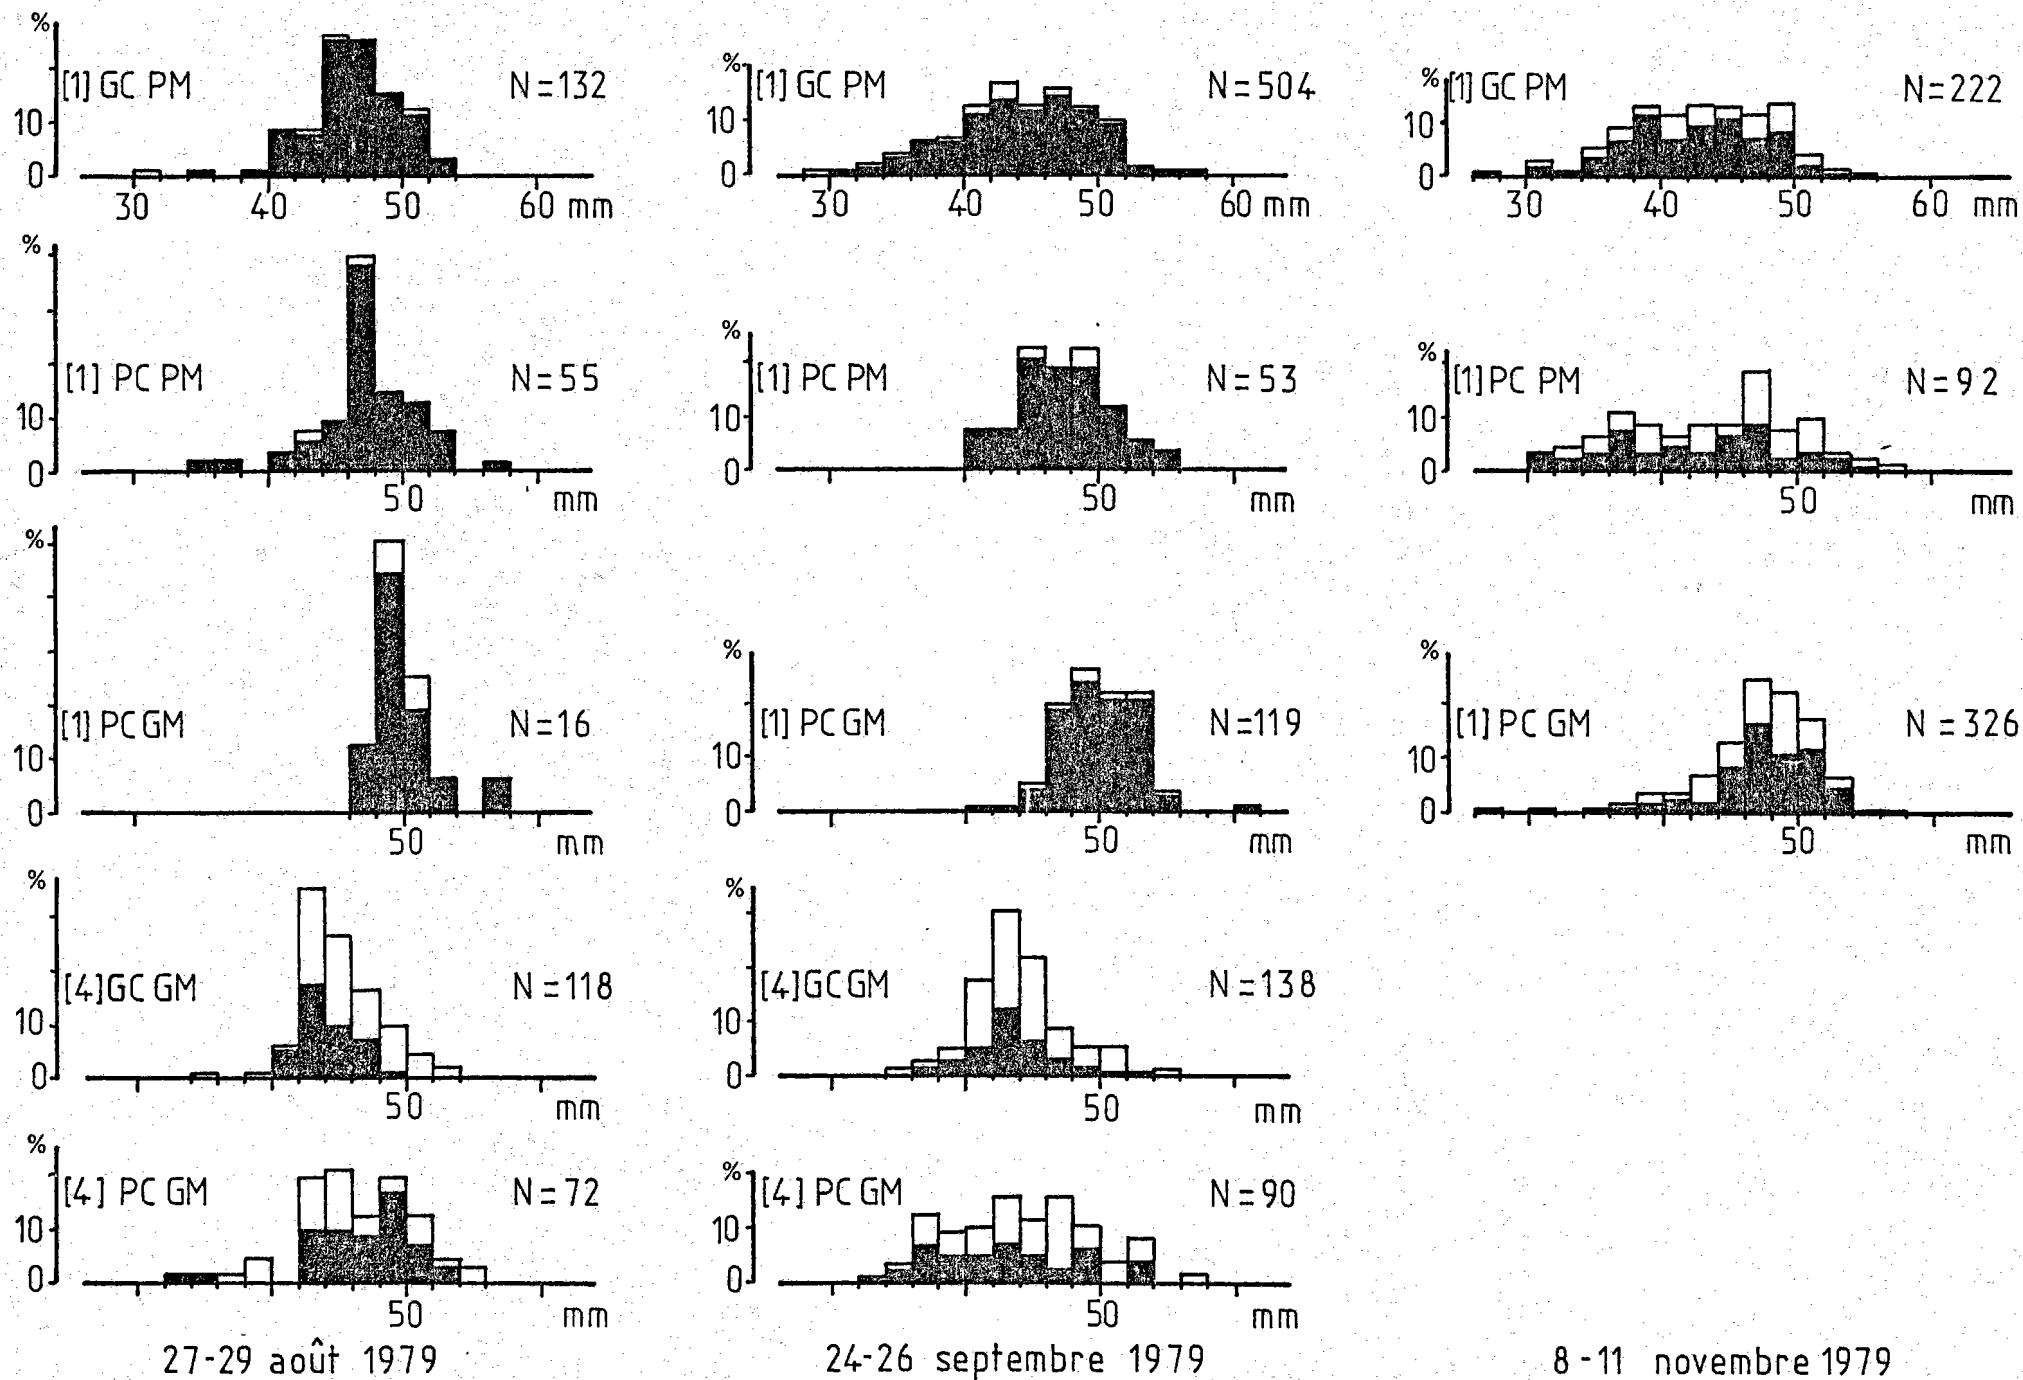 %
[1] GC PM
N=132
10
0
30 40 50 60 mm
%
[1] GC PM
N=504
10
0
30 40 50 60 mm
%
[1] GC PM
N=222
10
0
30 40 50 60 mm
%
[1] PC PM
N=55
10
0
50 mm
%
[1] PC PM
N=53
10
0
50 mm
%
[1] PC PM
N=92
10
0
50 mm
%
[1] PC GM
N=16
10
0
50 mm
%
[1] PC GM
N=119
10
0
50 mm
%
[1] PC GM
N=326
10
0
50 mm
%
[4] GC GM
N=118
10
0
50 mm
%
[4] GC GM
N=138
10
0
50 mm
%
[4] PC GM
N=72
10
0
50 mm
%
[4] PC GM
N=90
10
0
50 mm
27-29 août 1979
24-26 septembre 1979
8-11 novembre 1979